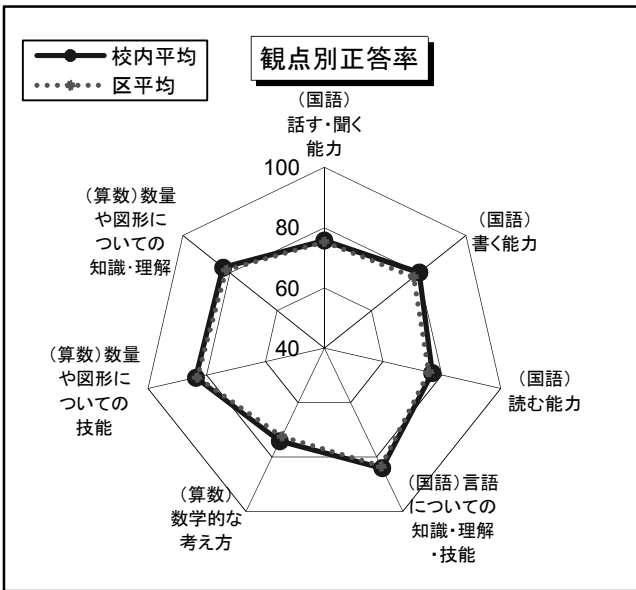 校内平均
区平均
観点別正答率
(国語)
話す・聞く
能力
(国語)
書く能力
(国語)
読む能力
(国語)言語
についての
知識・理解
・技能
(算数)
数学的な
考え方
(算数)数量
や図形に
ついての
技能
(算数)数量
や図形に
ついての
知識・理解
100
80
60
40